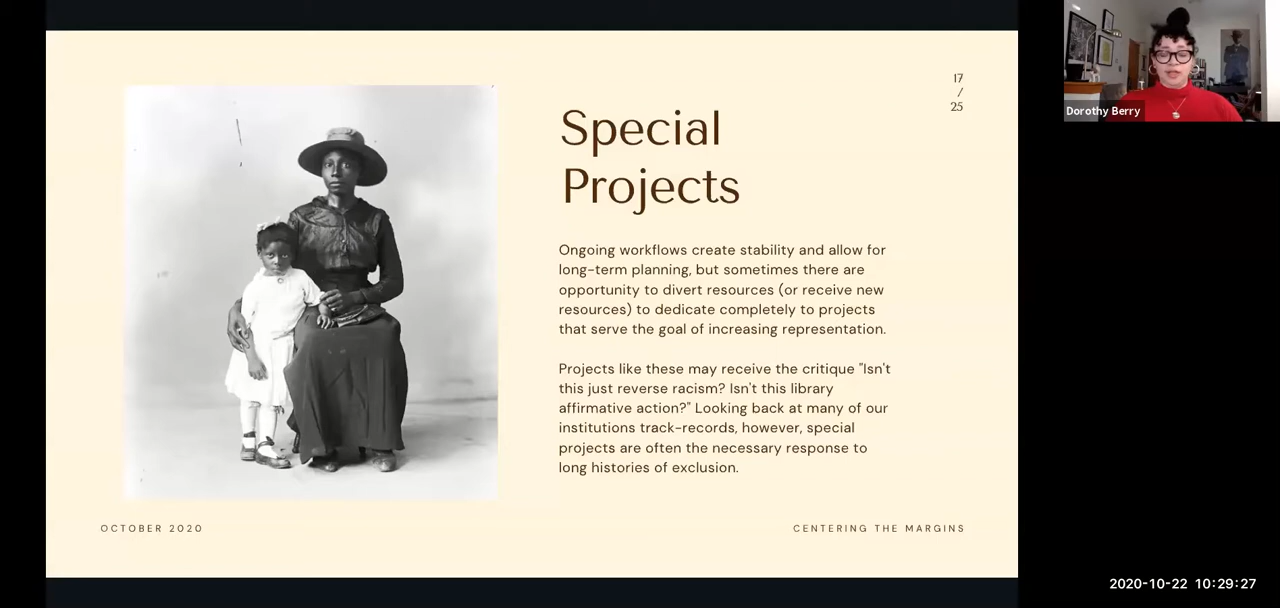 17
/
25
Special
Projects
Ongoing workflows create stability and allow for
long-term planning, but sometimes there are
opportunity to divert resources (or receive new
resources) to dedicate completely to projects
that serve the goal of increasing representation.
Projects like these may receive the critique "Isn't
this just reverse racism? Isn't this library
affirmative action?" Looking back at many of our
institutions track-records, however, special
projects are often the necessary response to
long histories of exclusion.
OCTOBER 2020
CENTERING THE MARGINS
Dorothy Berry
2020-10-22 10:29:27